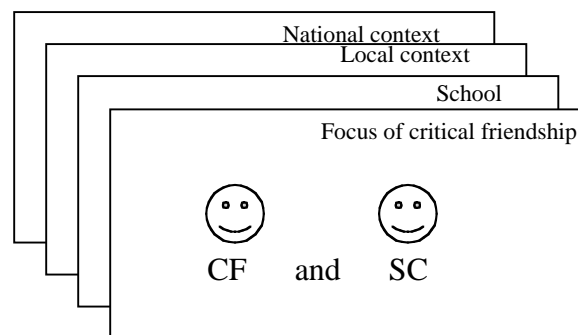 National context
Local context
School
Focus of critical friendship
CF and SC